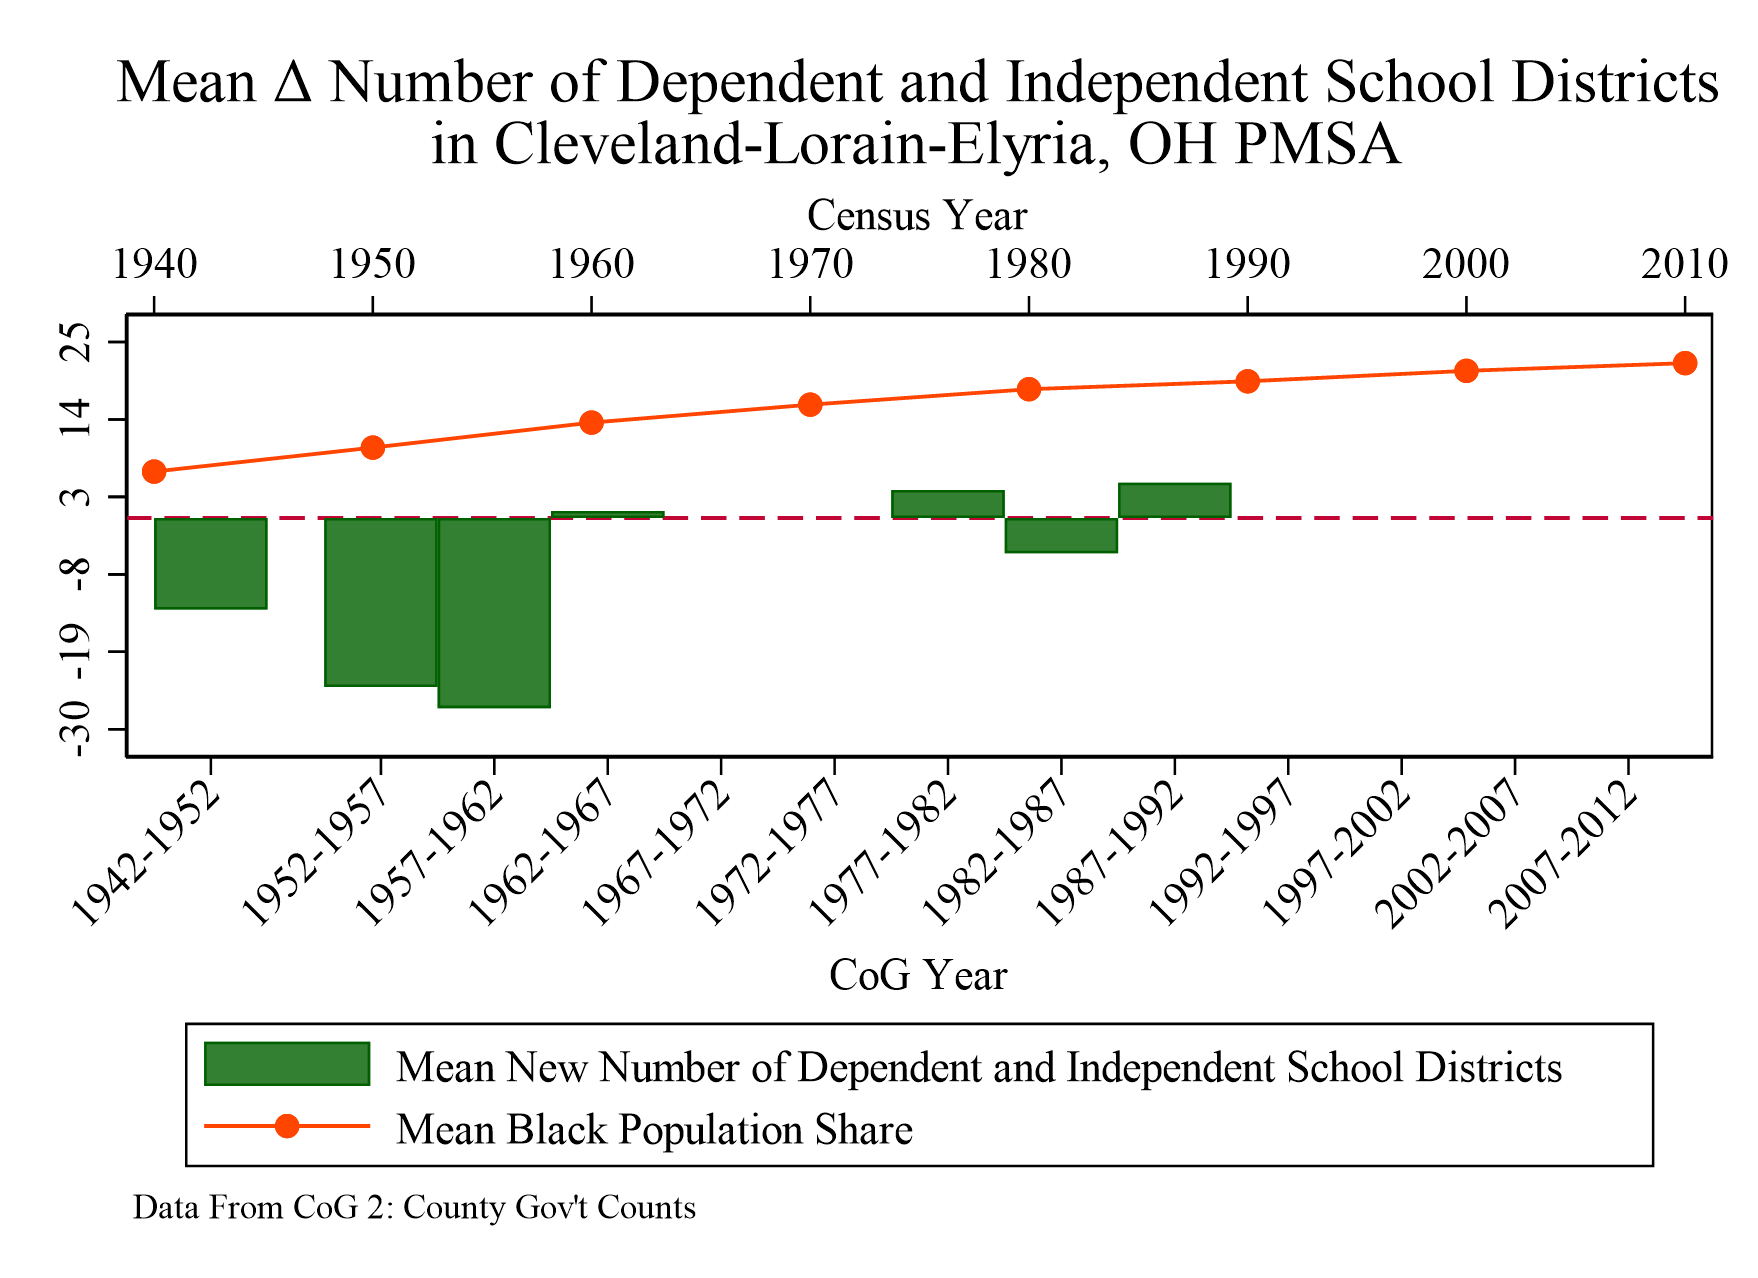 Mean Δ Number of Dependent and Independent School Districts
in Cleveland-Lorain-Elyria, OH PMSA
Census Year
1940 1950 1960 1970 1980 1990 2000 2010
25
14
3
-8
-19
-30
1942-1952 1952-1957 1957-1962 1962-1967 1967-1972 1972-1977 1977-1982 1982-1987 1987-1992 1992-1997 1997-2002 2002-2007 2007-2012
CoG Year
Mean New Number of Dependent and Independent School Districts
Mean Black Population Share
Data From CoG 2: County Gov't Counts